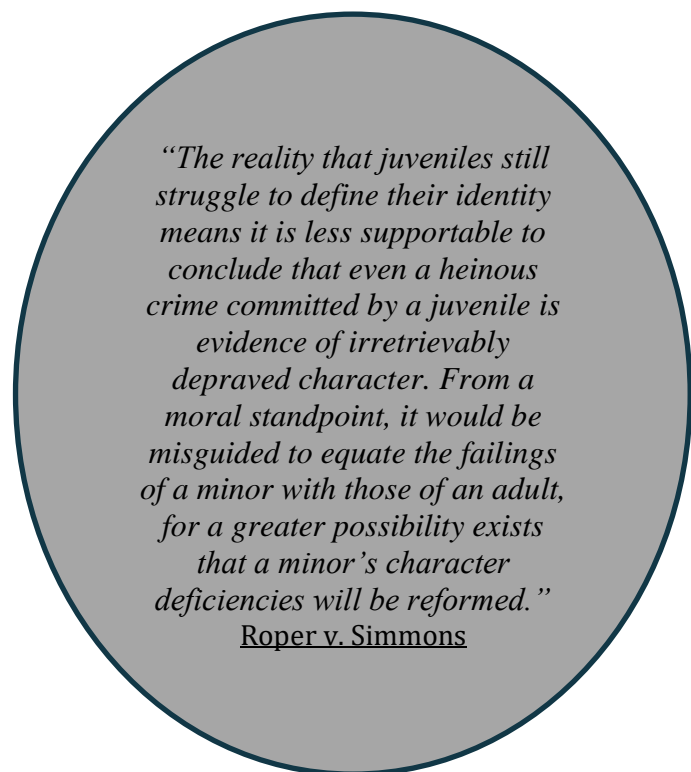 “The reality that juveniles still
struggle to define their identity
means it is less supportable to
conclude that even a heinous
crime committed by a juvenile is
evidence of irretrievably
depraved character. From a
moral standpoint, it would be
misguided to equate the failings
of a minor with those of an adult,
for a greater possibility exists
that a minor’s character
deficiencies will be reformed.”
Roper v. Simmons